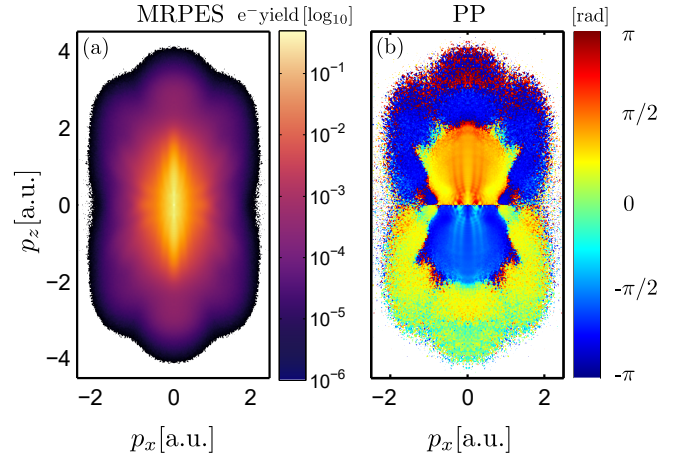 MRPES e⁻yield [log₁₀] PP [rad]
(a) (b)
4
2
0
−2
−4
p_z [a.u.]
10⁻¹
10⁻²
10⁻³
10⁻⁴
10⁻⁵
10⁻⁶
π
π/2
0
-π/2
-π
−2 0 2 −2 0 2
p_x [a.u.] p_x [a.u.]